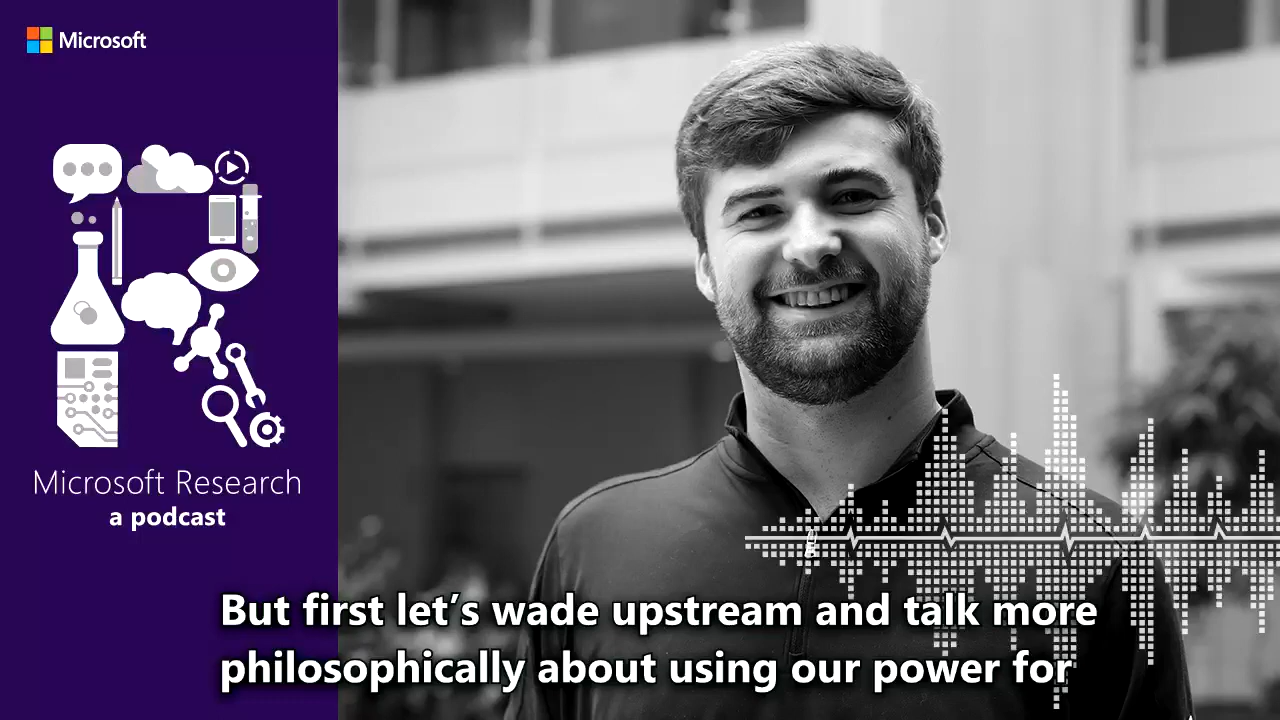 Microsoft
Microsoft Research
a podcast
But first let’s wade upstream and talk more
philosophically about using our power for